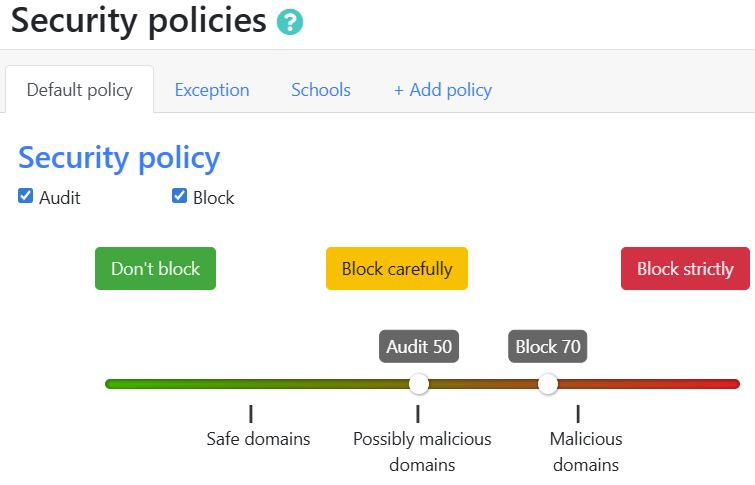 Security policies ?
Default policy
Exception
Schools
+ Add policy
Security policy
Audit
Block
Don't block
Block carefully
Block strictly
Audit 50
Block 70
Safe domains
Possibly malicious
domains
Malicious
domains